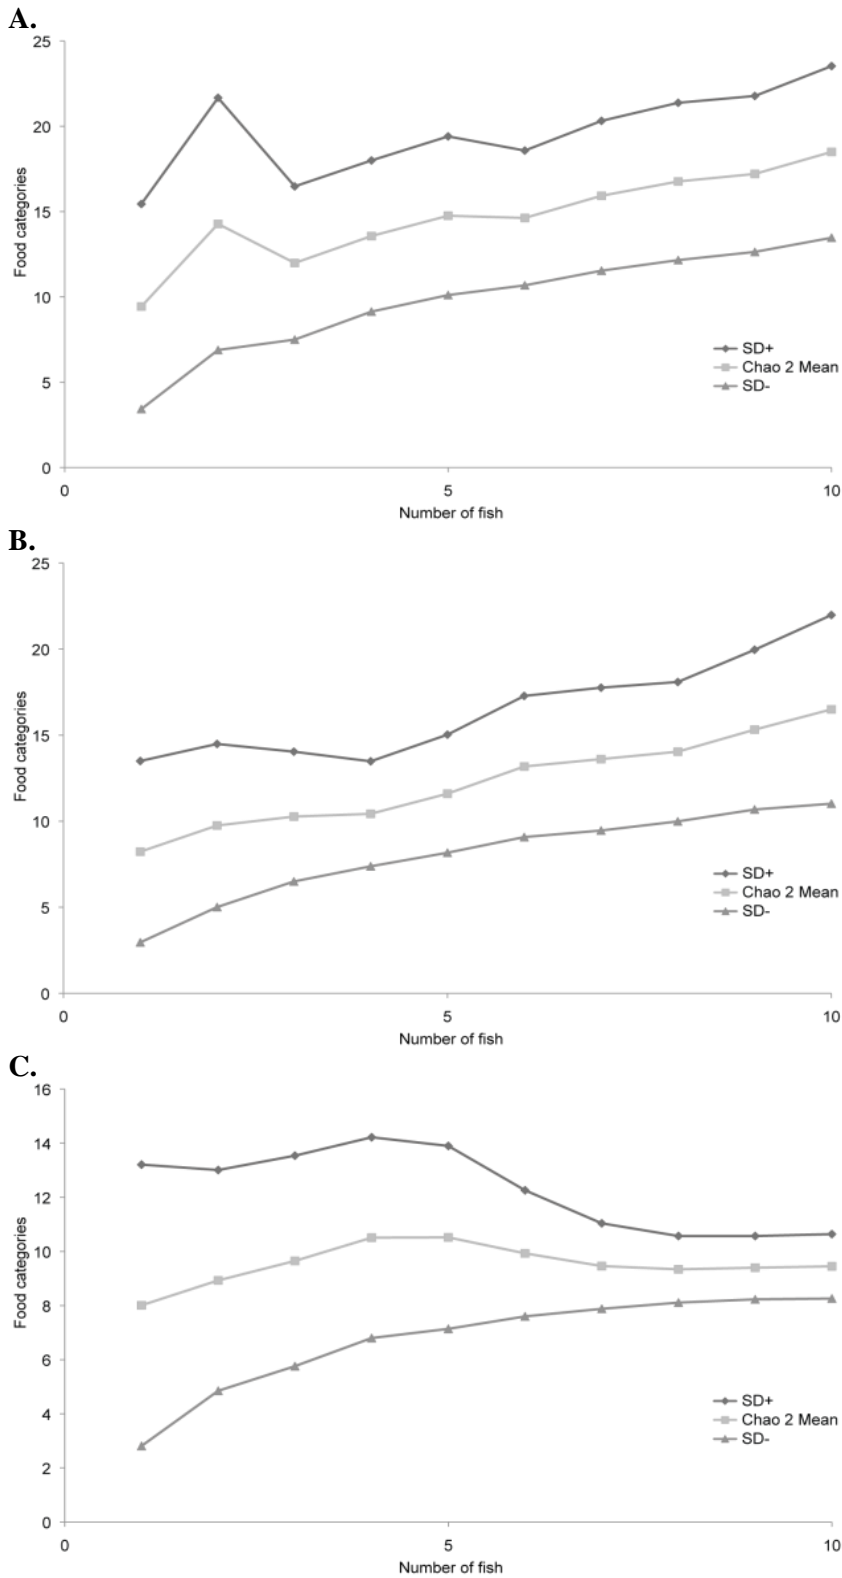 A.
25
20
15
10
5
0
Food categories
SD+
Chao 2 Mean
SD-
0 5 10
Number of fish
B.
25
20
15
10
5
0
Food categories
SD+
Chao 2 Mean
SD-
0 5 10
Number of fish
C.
16
14
12
10
8
6
4
2
0
Food categories
SD+
Chao 2 Mean
SD-
0 5 10
Number of fish